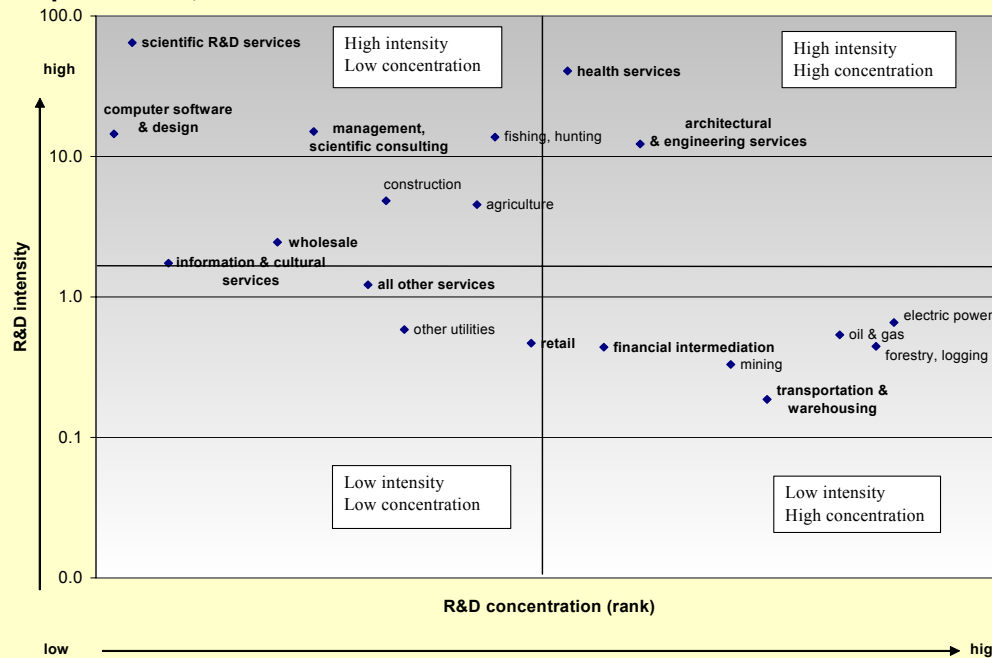 100.0
scientific R&D services
High intensity
Low concentration
High intensity
High concentration
high
health services
computer software
& design
management,
scientific consulting
fishing, hunting
architectural
& engineering services
10.0
construction
agriculture
wholesale
information & cultural
services
all other services
1.0
other utilities
retail
financial intermediation
mining
electric power
oil & gas
forestry, logging
transportation &
warehousing
R&D intensity
0.1
Low intensity
Low concentration
Low intensity
High concentration
0.0
R&D concentration (rank)
low